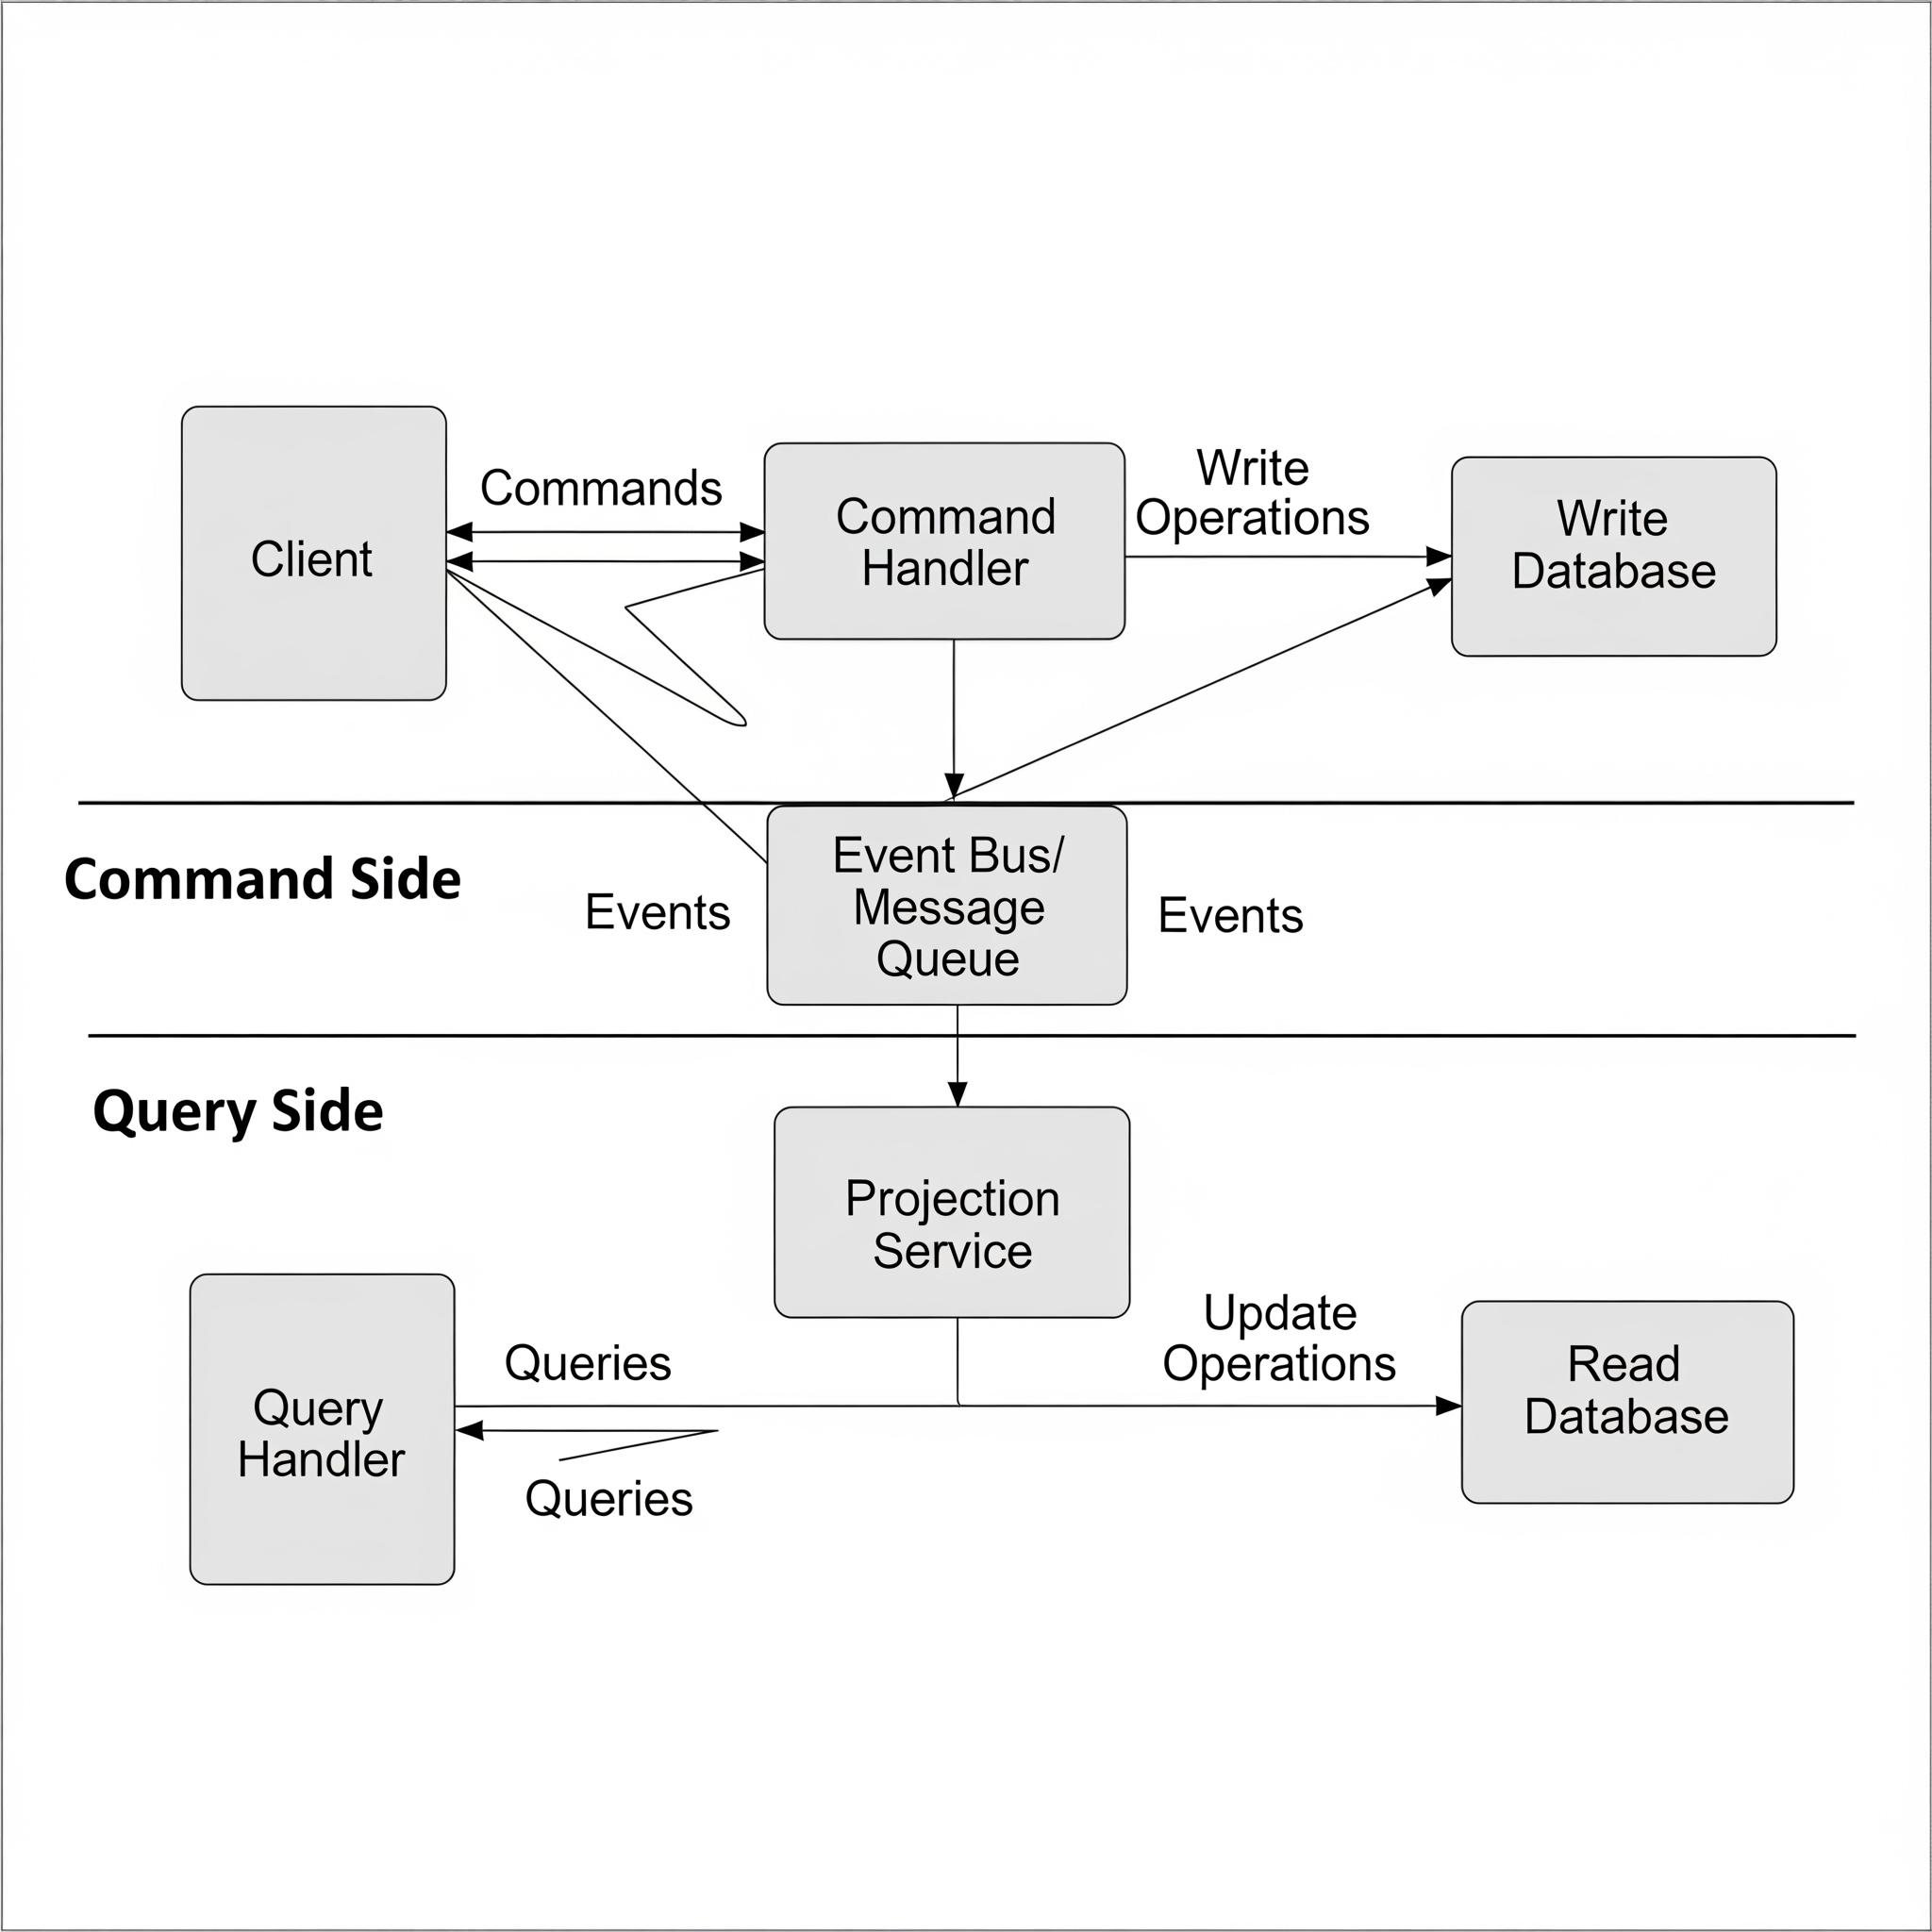 Commands
Client
Command
Handler
Write
Operations
Write
Database
Command Side
Events
Event Bus/
Message
Queue
Events
Query Side
Projection
Service
Query
Handler
Queries
Queries
Update
Operations
Read
Database